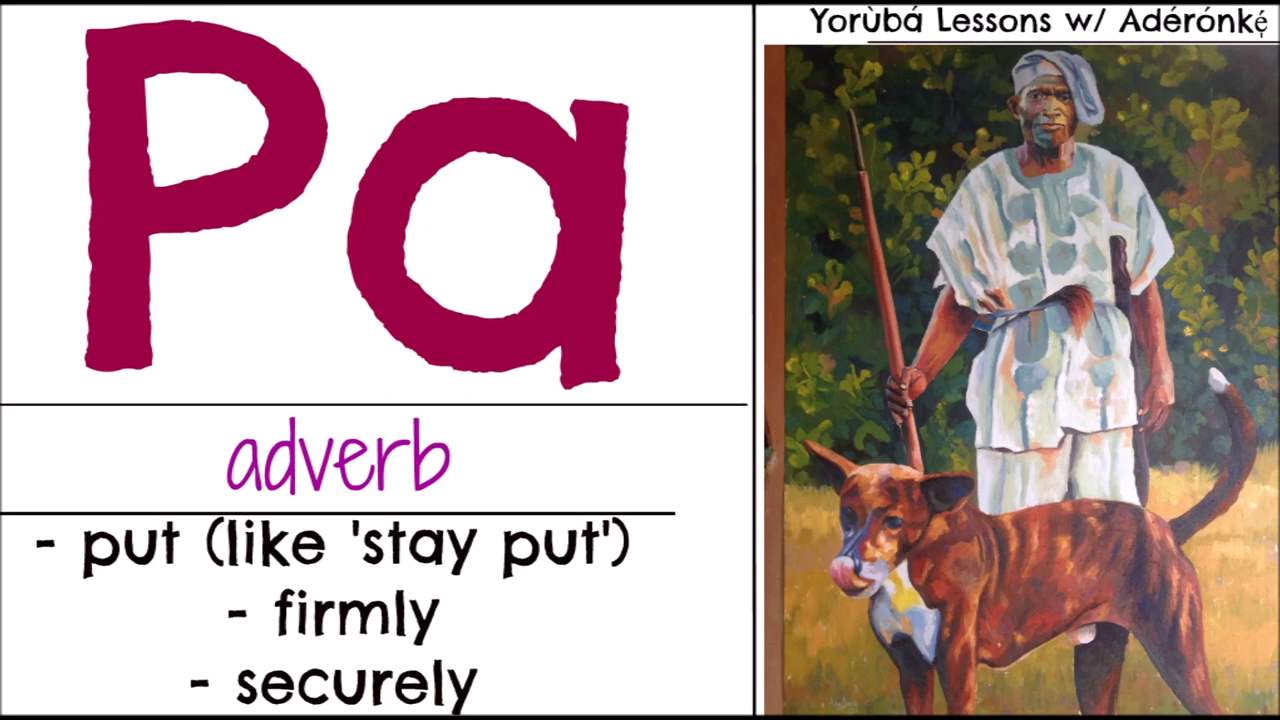 Pa
adverb
- put (like 'stay put')
- firmly
- securely
Yorùbá Lessons w/ Adérónkẹ́